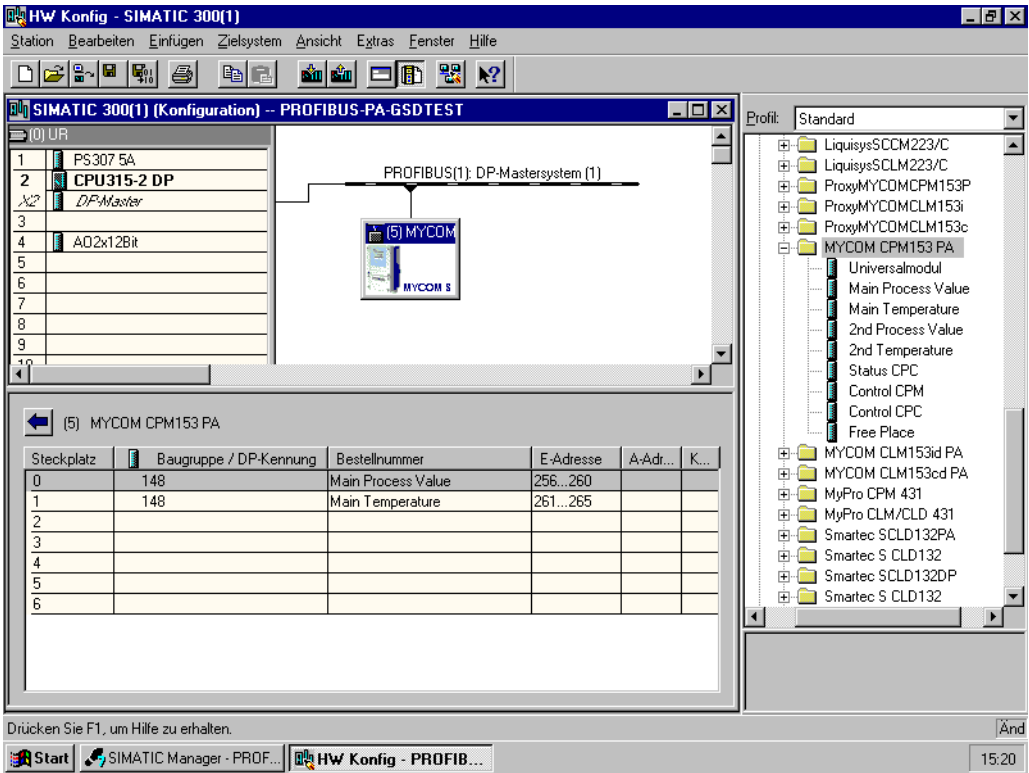 HW Konfig - SIMATIC 300(1)
Station Bearbeiten Einfügen Zielsystem Ansicht Extras Fenster Hilfe
SIMATIC 300(1) (Konfiguration) -- PROFIBUS-PA-GSDTEST
(0) UR
1 PS307 5A
2 CPU315-2 DP
X2 DP-Master
3
4 AO2x12Bit
5
6
7
8
9
10
PROFIBUS(1): DP-Mastersystem (1)
(5) MYCOM
MYCOM S
(5) MYCOM CPM153 PA
Steckplatz Baugruppe / DP-Kennung Bestellnummer E-Adresse A-Adr... K...
0 148 Main Process Value 256...260
1 148 Main Temperature 261...265
2
3
4
5
6
Profil: Standard
LiquisysSCCM223/C
LiquisysSCLM223/C
ProxyMYCOMCPM153P
ProxyMYCOMCLM153i
ProxyMYCOMCLM153c
MYCOM CPM153 PA
Universalmodul
Main Process Value
Main Temperature
2nd Process Value
2nd Temperature
Status CPC
Control CPM
Control CPC
Free Place
MYCOM CLM153id PA
MYCOM CLM153cd PA
MyPro CPM 431
MyPro CLM/CLD 431
Smartec SCLD132PA
Smartec S CLD132
Smartec SCLD132DP
Smartec S CLD132
Drücken Sie F1, um Hilfe zu erhalten.
Änd
Start SIMATIC Manager - PROF... HW Konfig - PROFIB... 15:20